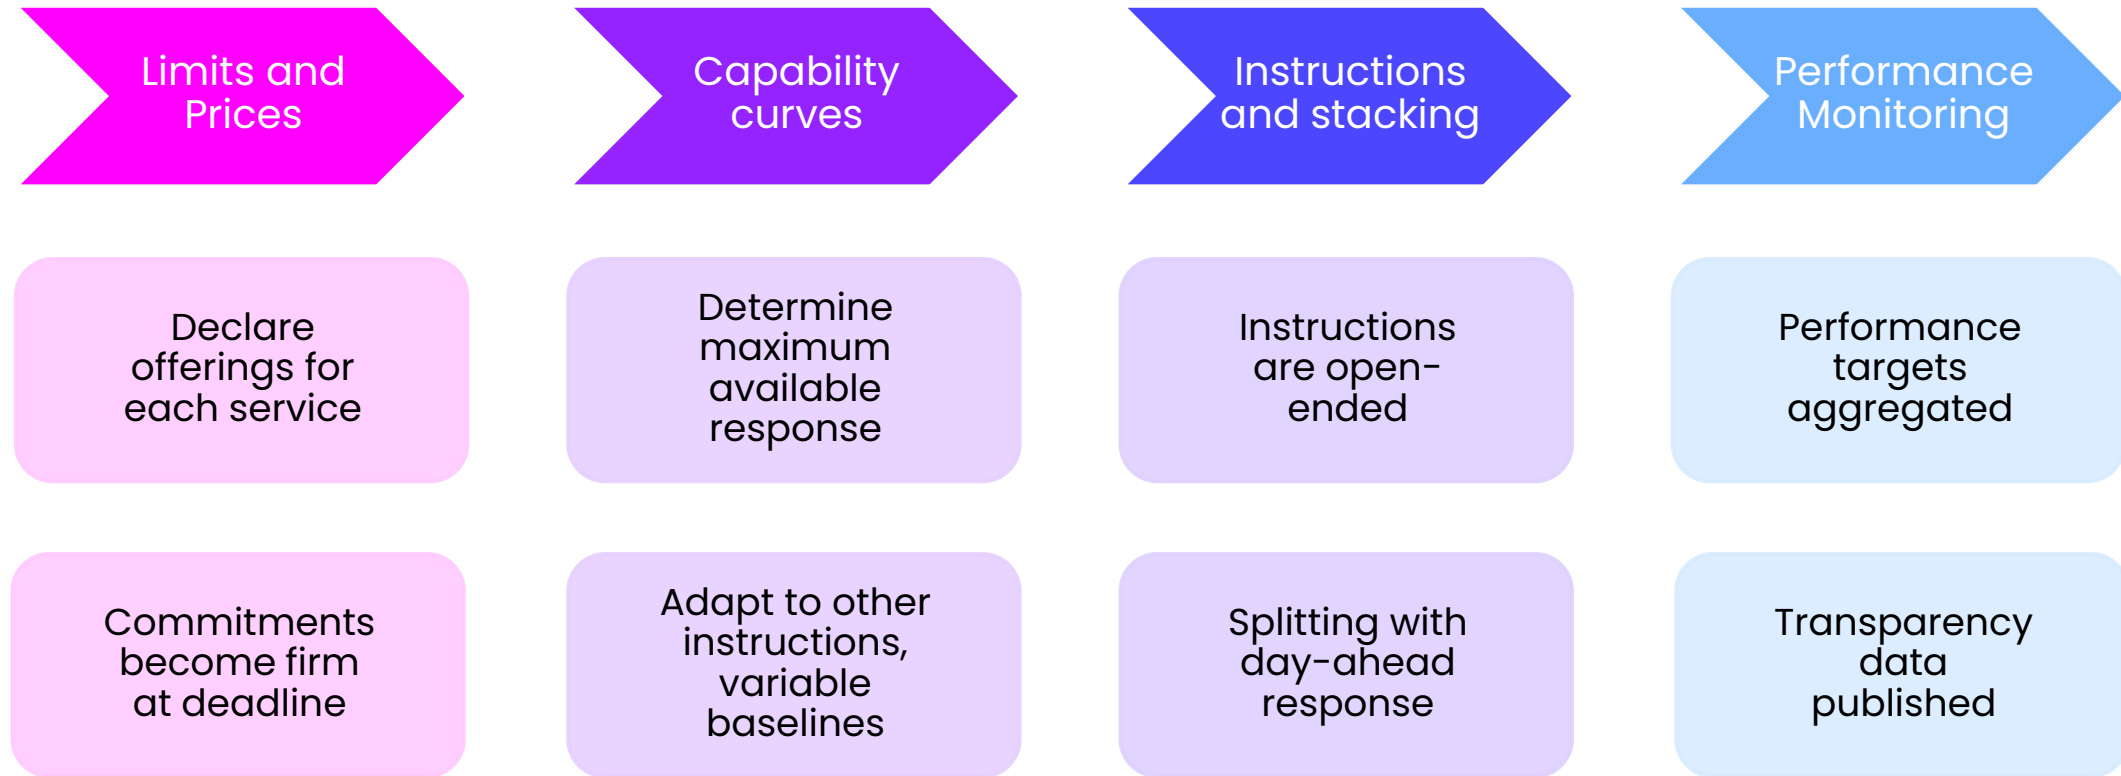 Limits and
Prices
Capability
curves
Instructions
and stacking
Performance
Monitoring
Declare
offerings for
each service
Determine
maximum
available
response
Instructions
are open-
ended
Performance
targets
aggregated
Commitments
become firm
at deadline
Adapt to other
instructions,
variable
baselines
Splitting with
day-ahead
response
Transparency
data
published